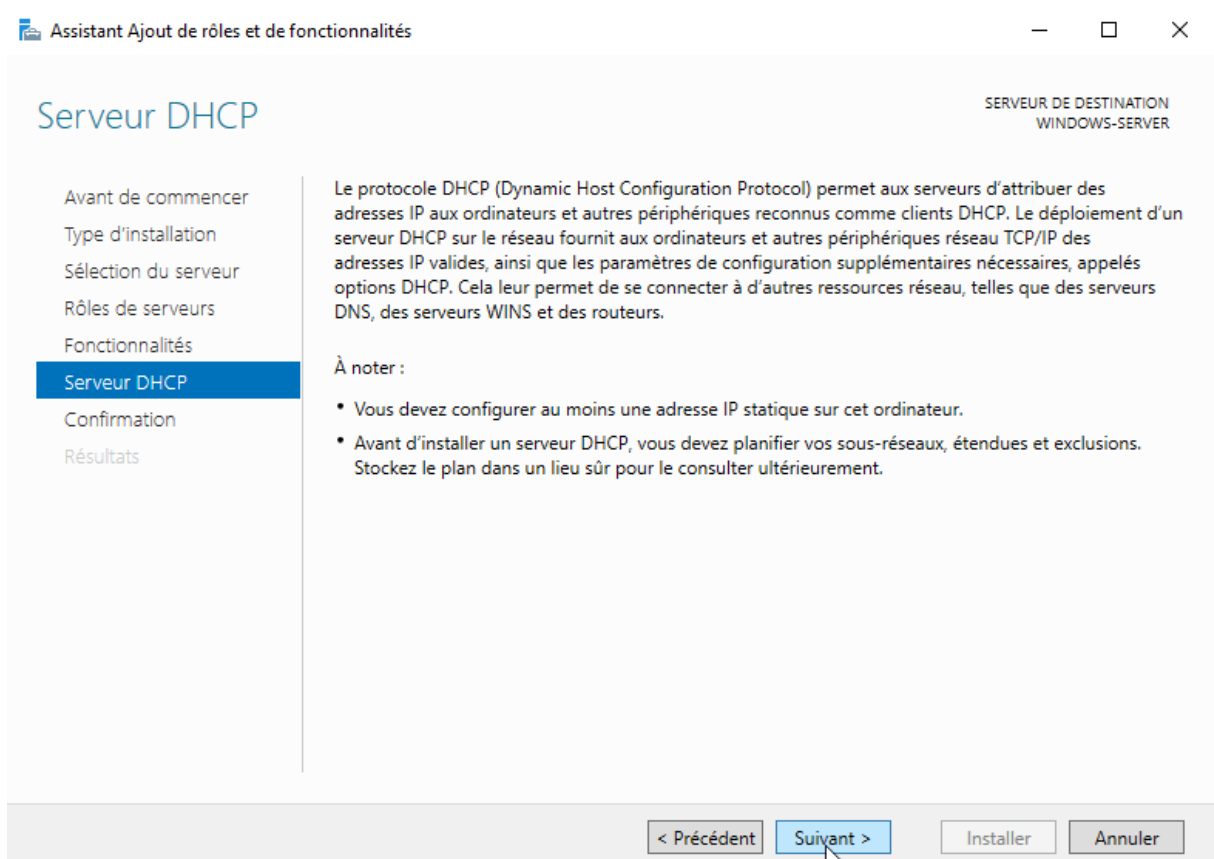 Assistant Ajout de rôles et de fonctionnalités
Serveur DHCP
SERVEUR DE DESTINATION
WINDOWS-SERVER
Avant de commencer
Type d'installation
Sélection du serveur
Rôles de serveurs
Fonctionnalités
Serveur DHCP
Confirmation
Résultats
Le protocole DHCP (Dynamic Host Configuration Protocol) permet aux serveurs d’attribuer des
adresses IP aux ordinateurs et autres périphériques reconnus comme clients DHCP. Le déploiement d’un
serveur DHCP sur le réseau fournit aux ordinateurs et autres périphériques réseau TCP/IP des
adresses IP valides, ainsi que les paramètres de configuration supplémentaires nécessaires, appelés
options DHCP. Cela leur permet de se connecter à d’autres ressources réseau, telles que des serveurs
DNS, des serveurs WINS et des routeurs.
À noter :
• Vous devez configurer au moins une adresse IP statique sur cet ordinateur.
• Avant d’installer un serveur DHCP, vous devez planifier vos sous-réseaux, étendues et exclusions.
Stockez le plan dans un lieu sûr pour le consulter ultérieurement.
< Précédent
Suivant >
Installer
Annuler